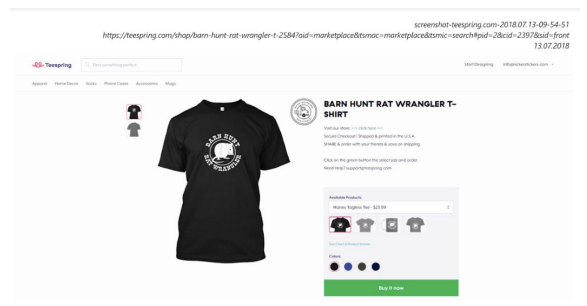 screenshot-teespring-com-2018.07.13-09-54-51
https://teespring.com/shop/barn-hunt-rat-wrangler-t-2584?aid=marketplace&tsmac=marketplace&tsmic=search#pid=2&cid=2397&sid=front
13.07.2018
Teespring
Find something perfect
Start Designing
Apparel Home Decor Socks Phone Cases Accessories Mugs
BARN HUNT RAT WRANGLER T-
SHIRT
Visit our store: >> click here >>
Secure Checkout | Shipped & printed in the U.S.A.
SHARE & order with your friends & save on shipping.
Click on the green button the select size and order.
Need Help? support@teespring.com
BARN HUNT
RAT WRANGLER
Available Products:
Hanes Tagless Tee - $23.99
Colors
Buy it now